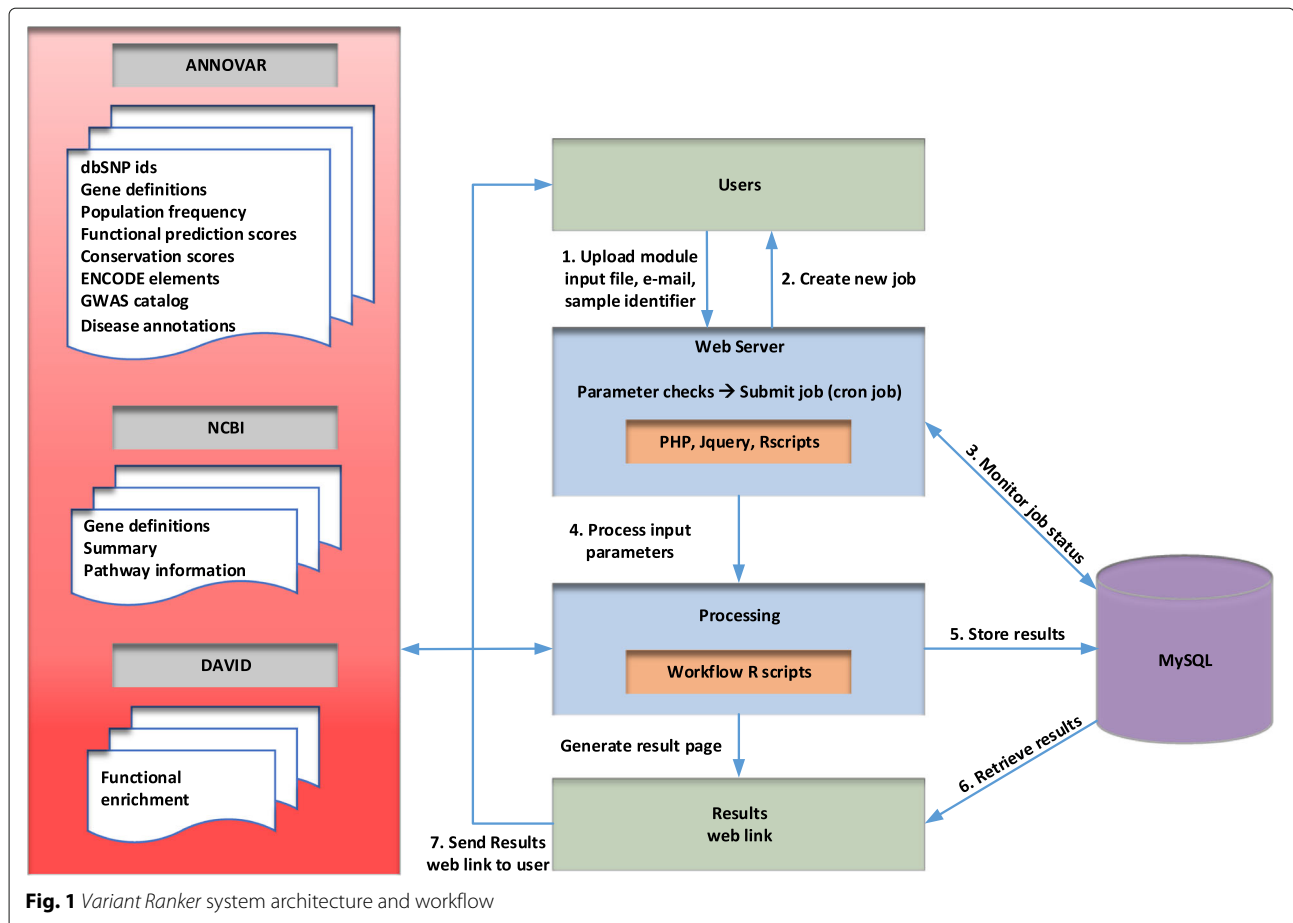 ANNOVAR
dbSNP ids
Gene definitions
Population frequency
Functional prediction scores
Conservation scores
ENCODE elements
GWAS catalog
Disease annotations
NCBI
Gene definitions
Summary
Pathway information
DAVID
Functional
enrichment
Users
1. Upload module
input file, e-mail,
sample identifier
2. Create new job
Web Server
Parameter checks → Submit job (cron job)
PHP, Jquery, Rscripts
3. Monitor job status
4. Process input
parameters
Processing
Workflow R scripts
5. Store results
MySQL
Generate result page
6. Retrieve results
Results
web link
7. Send Results
web link to user
Fig. 1 Variant Ranker system architecture and workflow